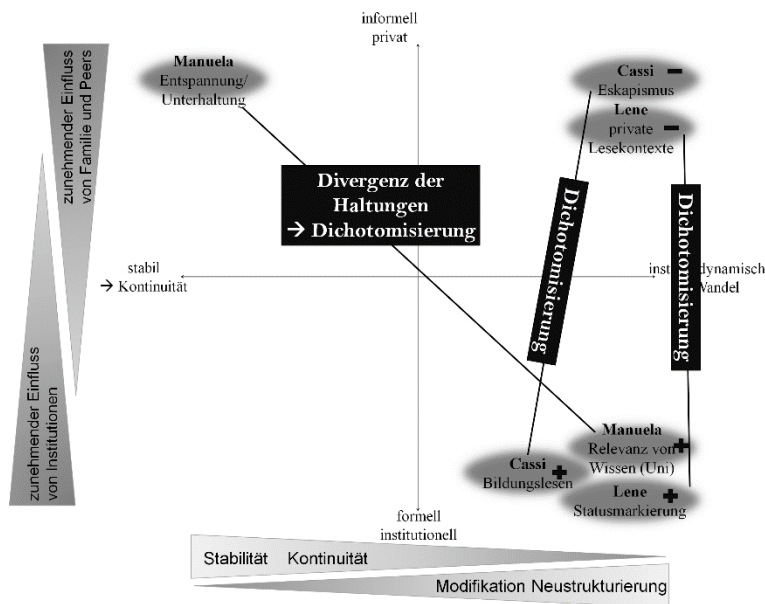 informell
privat
zunehmender Einfluss
von Familie und Peers
Manuela
Entspannung/
Unterhaltung
Cassi −
Eskapismus
Lene
private −
Lesekontexte
Divergenz der
Haltungen
→ Dichotomisierung
Dichotomisierung
Dichotomisierung
stabil
→ Kontinuität
dynamisch
zunehmender Einfluss
von Institutionen
Manuela
Relevanz von +
Wissen (Uni)
Cassi
Bildungslesen +
Lene +
Statusmarkierung
formell
institutionell
Stabilität Kontinuität
Modifikation Neustrukturierung